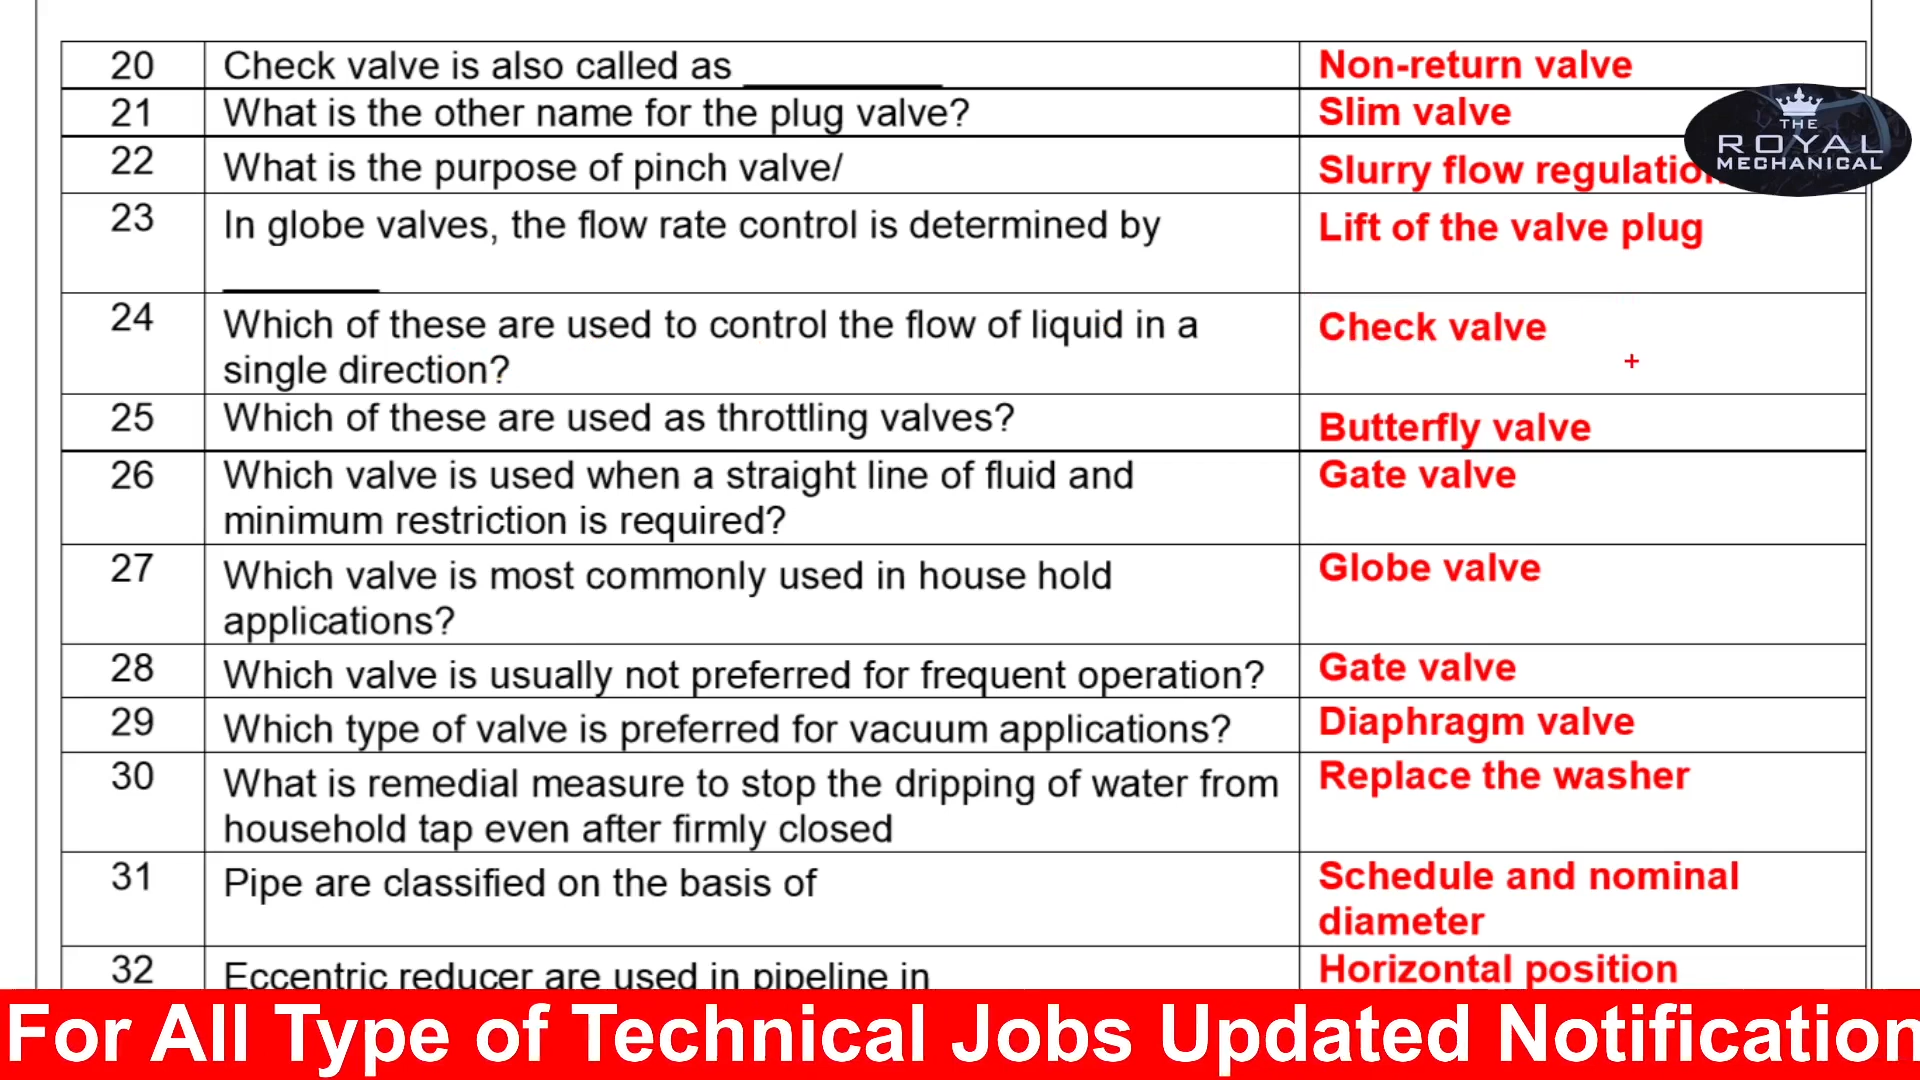 20 Check valve is also called as __________ Non-return valve
21 What is the other name for the plug valve? Slim valve
THE
ROYAL
MECHANICAL
22 What is the purpose of pinch valve/ Slurry flow regulation
23 In globe valves, the flow rate control is determined by Lift of the valve plug
________
24 Which of these are used to control the flow of liquid in a Check valve
single direction?
25 Which of these are used as throttling valves? Butterfly valve
26 Which valve is used when a straight line of fluid and Gate valve
minimum restriction is required?
27 Which valve is most commonly used in house hold Globe valve
applications?
28 Which valve is usually not preferred for frequent operation? Gate valve
29 Which type of valve is preferred for vacuum applications? Diaphragm valve
30 What is remedial measure to stop the dripping of water from Replace the washer
household tap even after firmly closed
31 Pipe are classified on the basis of Schedule and nominal
diameter
32 Eccentric reducer are used in pipeline in Horizontal position
For All Type of Technical Jobs Updated Notification